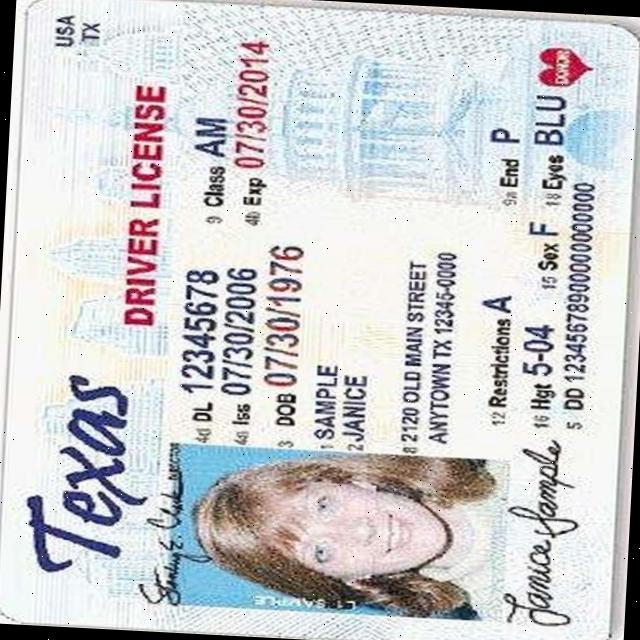 Texas
USA
TX
DRIVER LICENSE
4d DL 12345678
9 Class AM
4a Iss 07/30/2006
4b Exp 07/30/2014
3 DOB 07/30/1976
1 SAMPLE
2 JANICE
8 2120 OLD MAIN STREET
ANYTOWN TX 12345-0000
12 Restrictions A
9a End P
16 Hgt 5-04
15 Sex F
18 Eyes BLU
5 DD 12345678900000000000
DONOR
Janice Sample